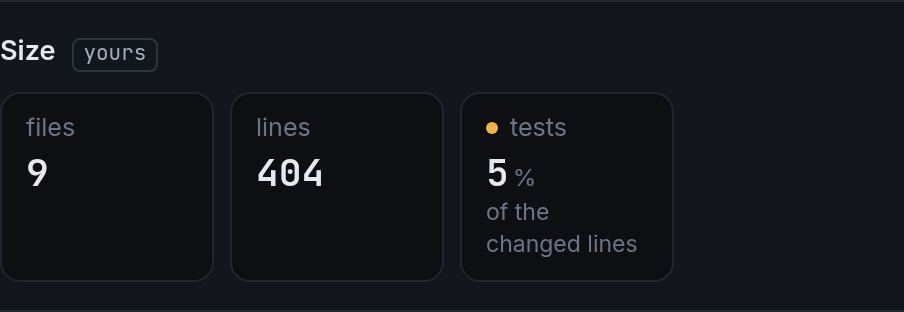 Size yours
files
9
lines
404
tests
5 %
of the
changed lines